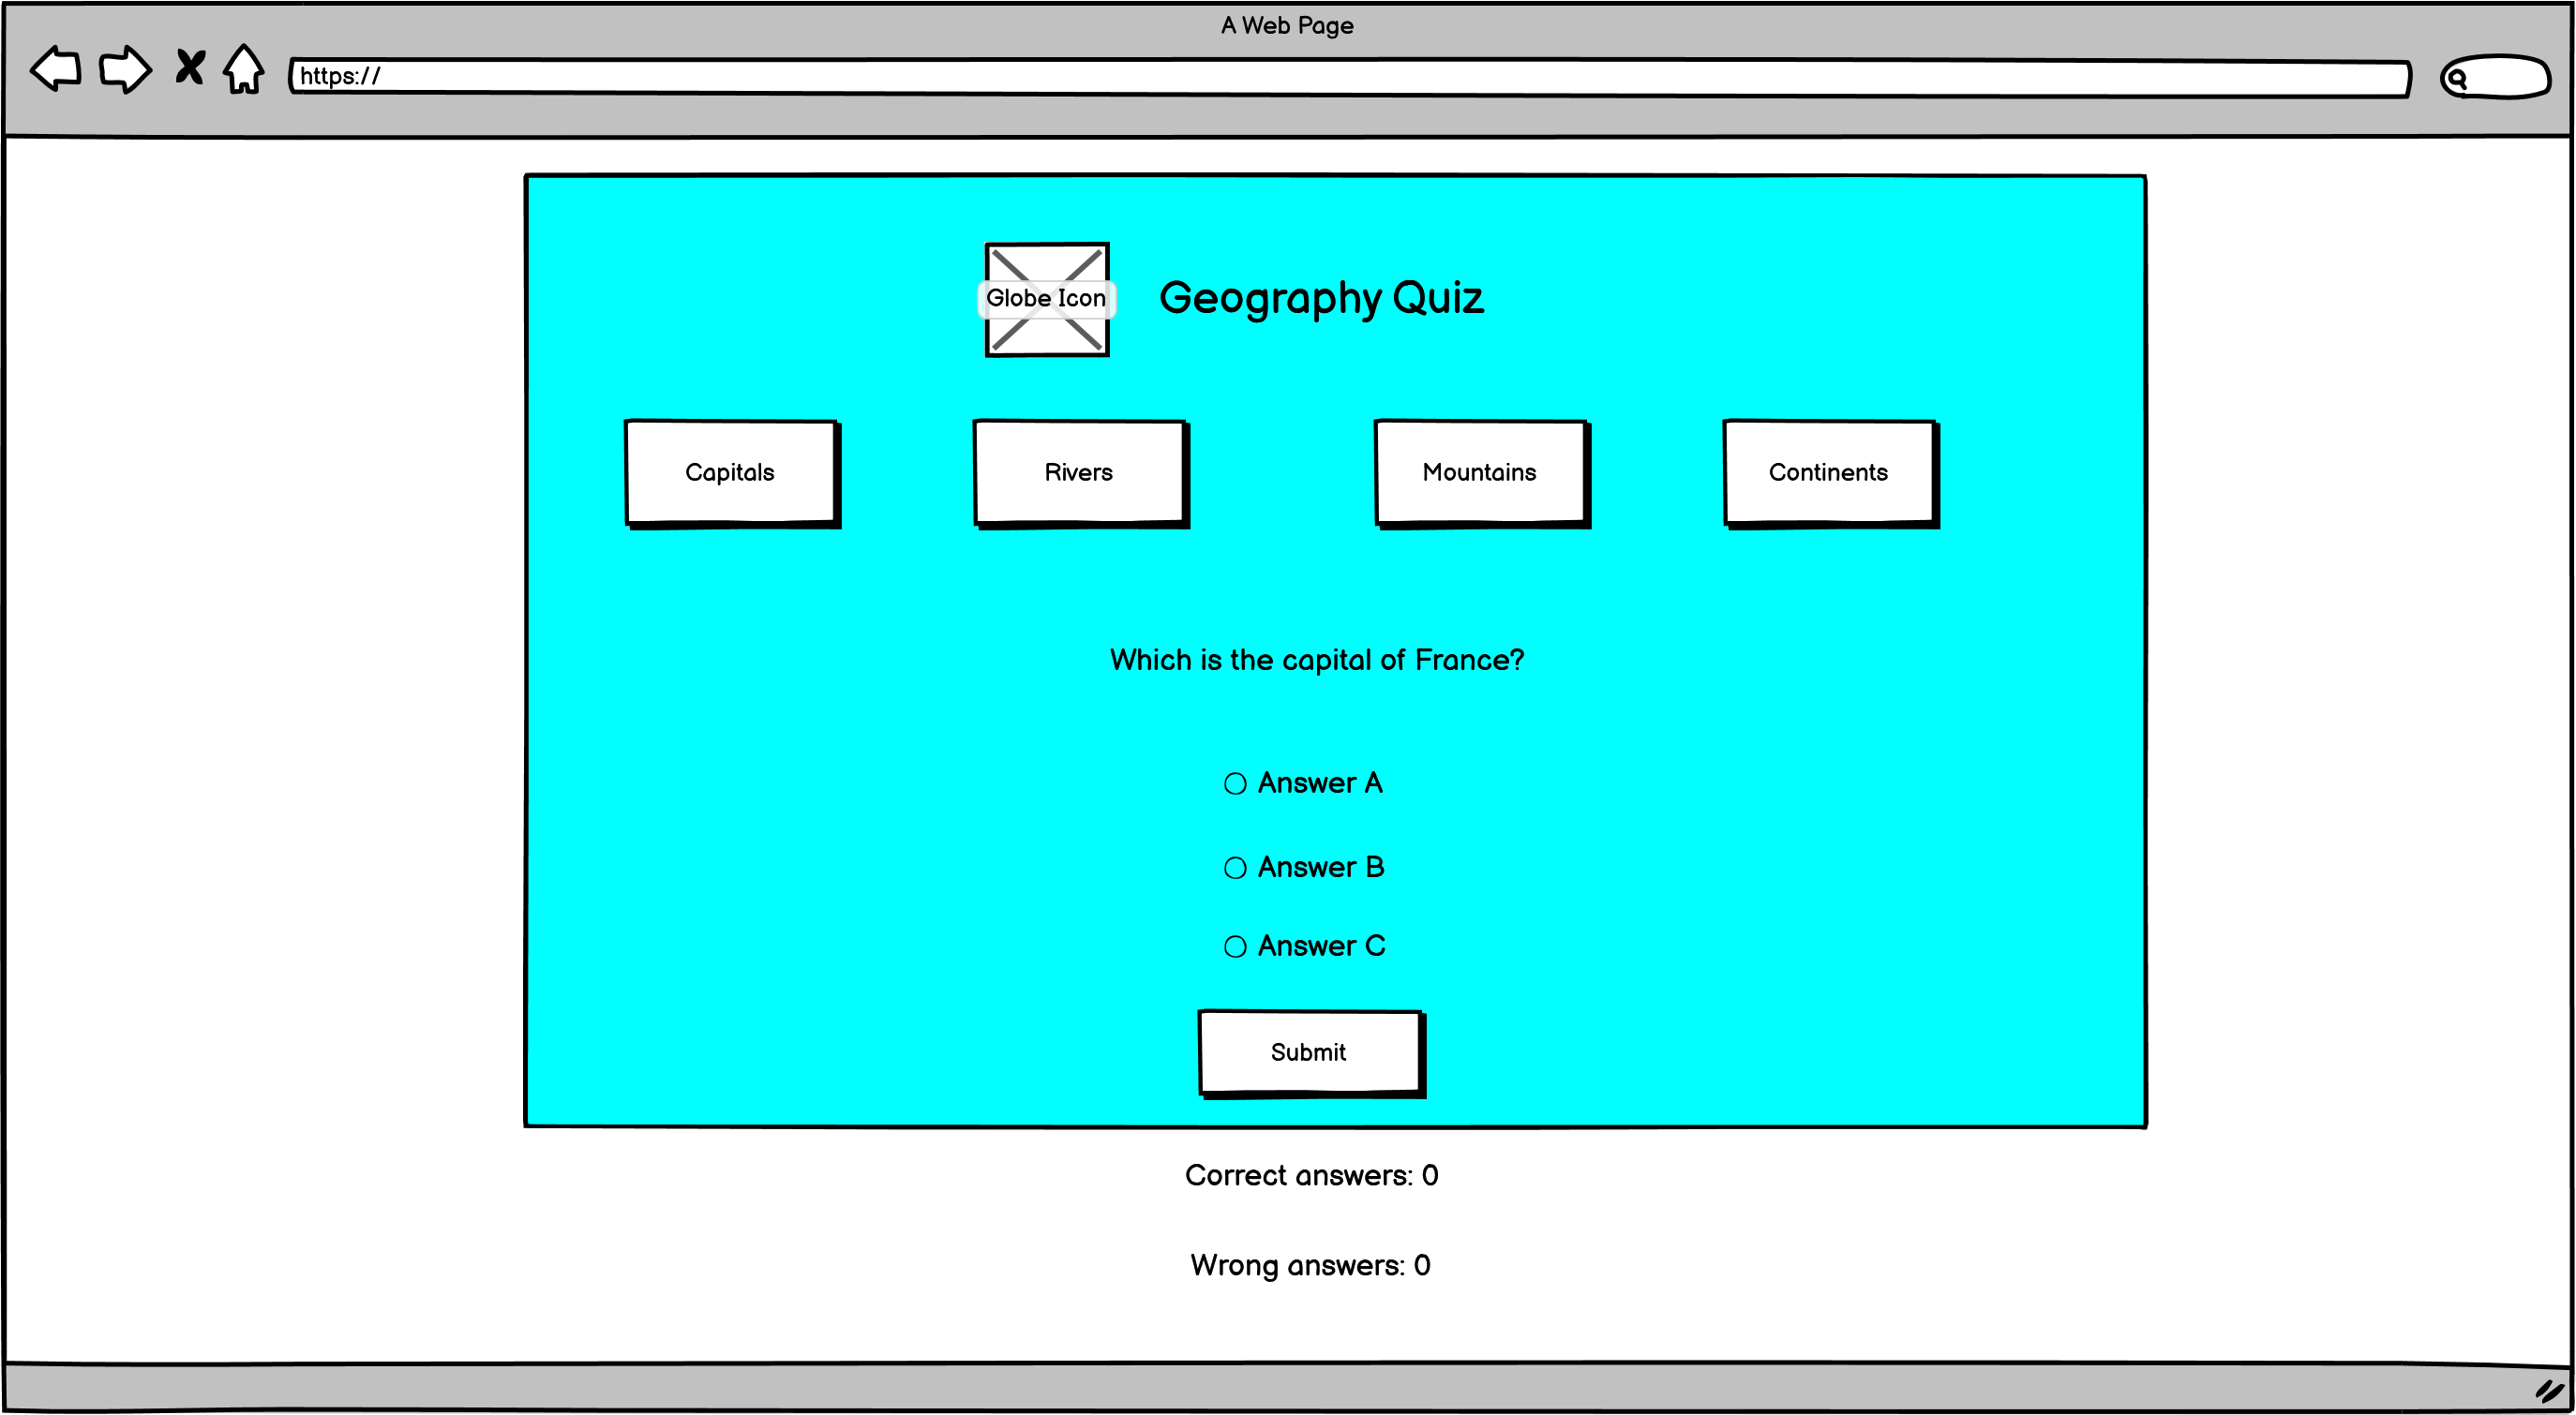 A Web Page
https://
Globe Icon
Geography Quiz
Capitals
Rivers
Mountains
Continents
Which is the capital of France?
Answer A
Answer B
Answer C
Submit
Correct answers: 0
Wrong answers: 0